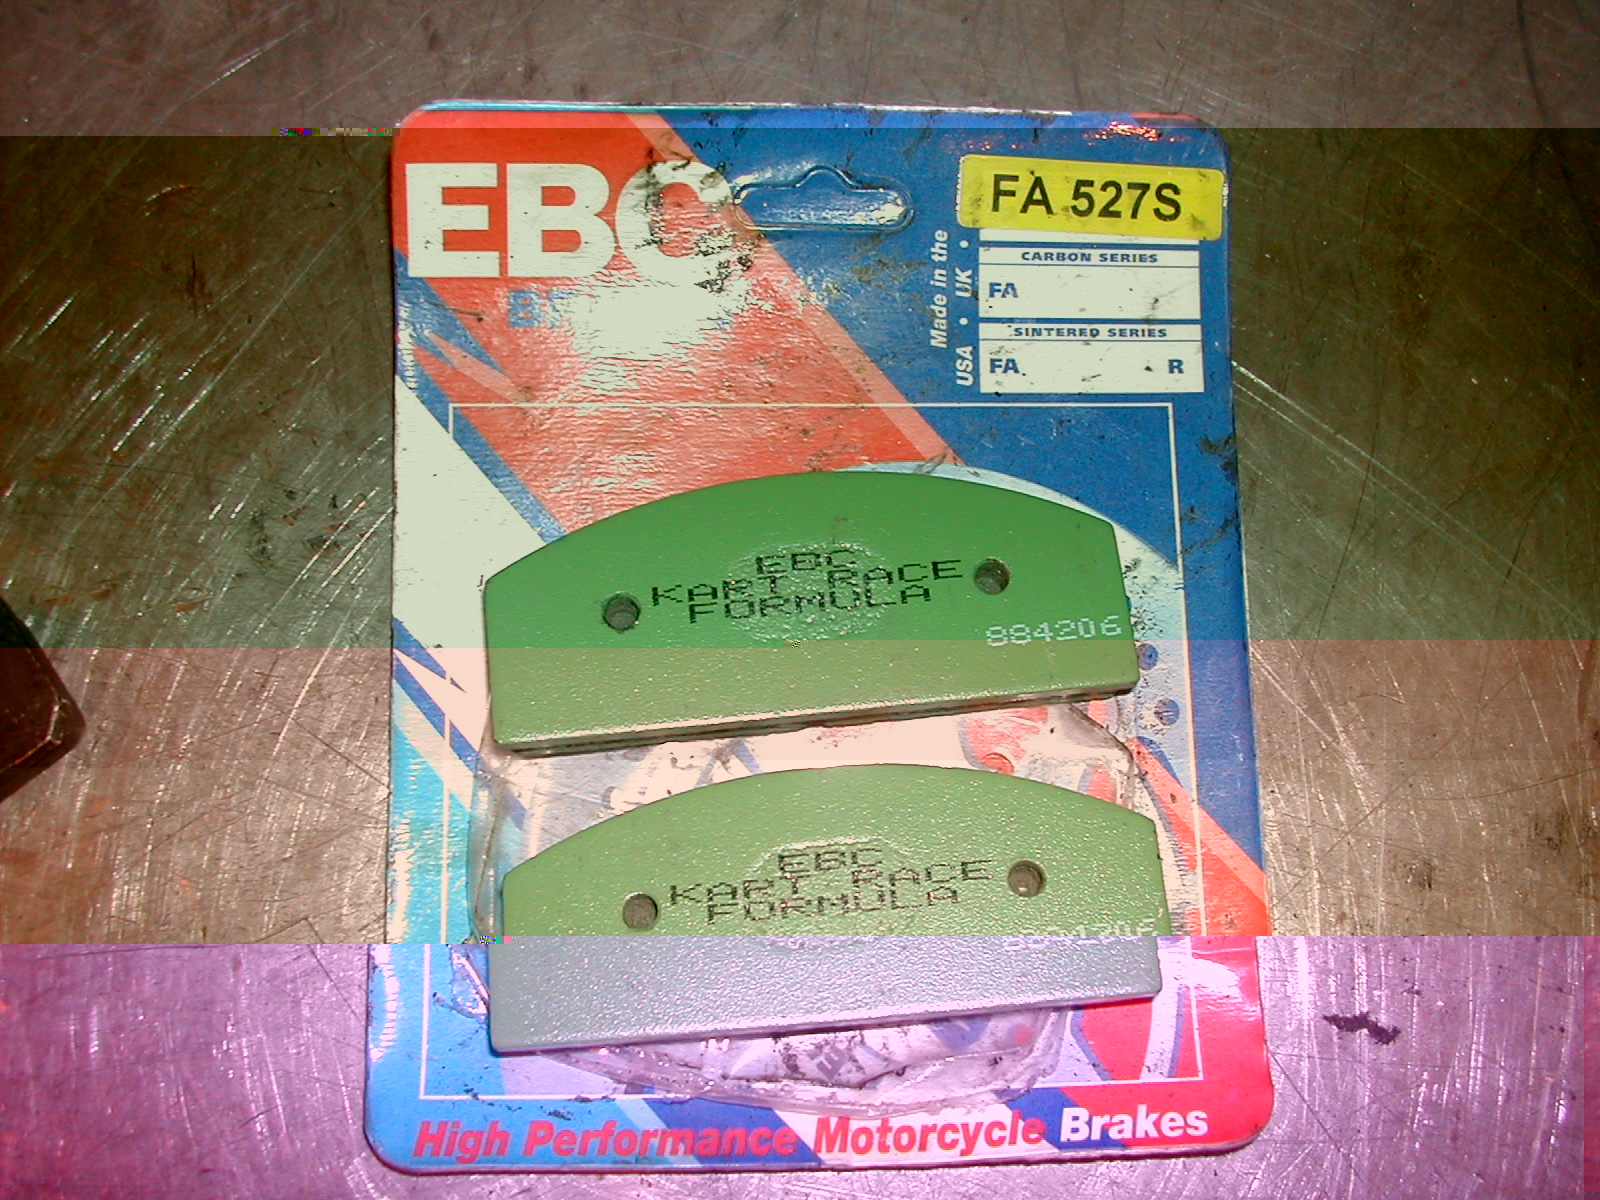 EBC
FA 527S
Made in the
USA • UK •
CARBON SERIES
FA
SINTERED SERIES
FA R
EBC
KART RACE
FORMULA
884206
EBC
KART RACE
FORMULA
884206
High Performance Motorcycle Brakes